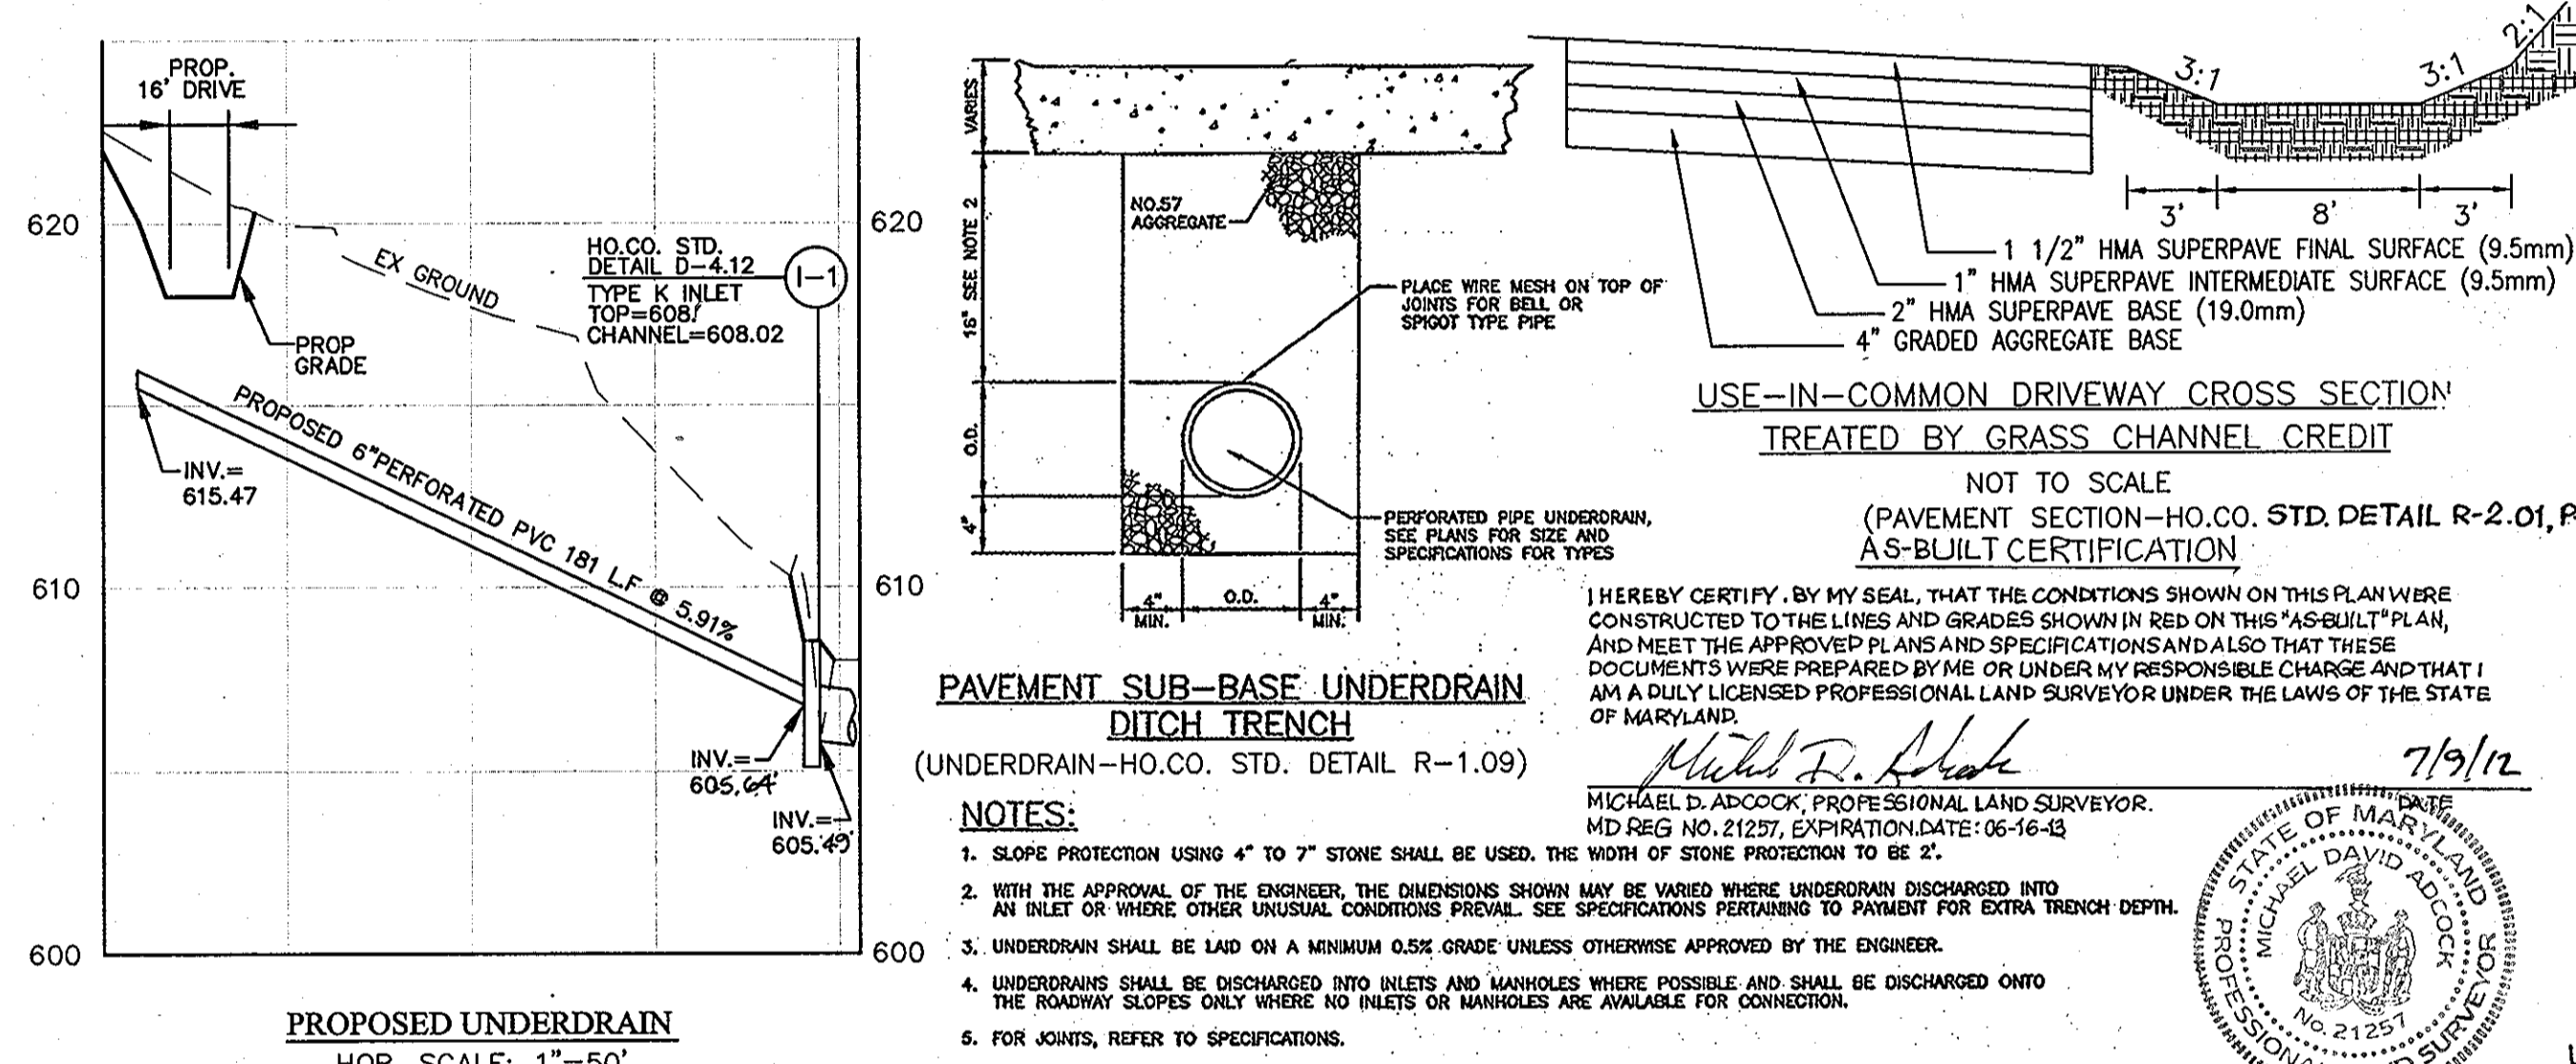 PROP.
16' DRIVE
620
620
EX GROUND
HO.CO. STD.
DETAIL D-4.12
TYPE K INLET
TOP=608.
CHANNEL=608.02
I-1
PROP
GRADE
PROPOSED 6"PERFORATED PVC 181 L.F @ 5.91%
INV.=
615.47
610
610
INV.=
605.64'
INV.=
605.49'
600
600
PROPOSED UNDERDRAIN
HOR. SCALE: 1"=50'
VARIES
16" SEE NOTE 2
O.D.
4"
NO.57
AGGREGATE
PLACE WIRE MESH ON TOP OF
JOINTS FOR BELL OR
SPIGOT TYPE PIPE
PERFORATED PIPE UNDERDRAIN,
SEE PLANS FOR SIZE AND
SPECIFICATIONS FOR TYPES
4"
MIN.
O.D.
4"
MIN.
PAVEMENT SUB-BASE UNDERDRAIN
DITCH TRENCH
(UNDERDRAIN-HO.CO. STD. DETAIL R-1.09)
NOTES:
1. SLOPE PROTECTION USING 4" TO 7" STONE SHALL BE USED. THE WIDTH OF STONE PROTECTION TO BE 2'.
2. WITH THE APPROVAL OF THE ENGINEER, THE DIMENSIONS SHOWN MAY BE VARIED WHERE UNDERDRAIN DISCHARGED INTO
AN INLET OR WHERE OTHER UNUSUAL CONDITIONS PREVAIL. SEE SPECIFICATIONS PERTAINING TO PAYMENT FOR EXTRA TRENCH DEPTH.
3. UNDERDRAIN SHALL BE LAID ON A MINIMUM 0.5% GRADE UNLESS OTHERWISE APPROVED BY THE ENGINEER.
4. UNDERDRAINS SHALL BE DISCHARGED INTO INLETS AND MANHOLES WHERE POSSIBLE AND SHALL BE DISCHARGED ONTO
THE ROADWAY SLOPES ONLY WHERE NO INLETS OR MANHOLES ARE AVAILABLE FOR CONNECTION.
5. FOR JOINTS, REFER TO SPECIFICATIONS.
3:1
3:1
2:1
3'
8'
3'
1 1/2" HMA SUPERPAVE FINAL SURFACE (9.5mm)
1" HMA SUPERPAVE INTERMEDIATE SURFACE (9.5mm)
2" HMA SUPERPAVE BASE (19.0mm)
4" GRADED AGGREGATE BASE
USE-IN-COMMON DRIVEWAY CROSS SECTION
TREATED BY GRASS CHANNEL CREDIT
NOT TO SCALE
(PAVEMENT SECTION-HO.CO. STD. DETAIL R-2.01, P
AS-BUILT CERTIFICATION
I HEREBY CERTIFY, BY MY SEAL, THAT THE CONDITIONS SHOWN ON THIS PLAN WERE
CONSTRUCTED TO THE LINES AND GRADES SHOWN IN RED ON THIS "AS-BUILT" PLAN,
AND MEET THE APPROVED PLANS AND SPECIFICATIONS AND ALSO THAT THESE
DOCUMENTS WERE PREPARED BY ME OR UNDER MY RESPONSIBLE CHARGE AND THAT I
AM A DULY LICENSED PROFESSIONAL LAND SURVEYOR UNDER THE LAWS OF THE STATE
OF MARYLAND.
7/9/12
MICHAEL D. ADCOCK, PROFESSIONAL LAND SURVEYOR.
DATE
MD REG NO. 21257, EXPIRATION DATE: 06-16-13
STATE OF MARYLAND
MICHAEL DAVID ADCOCK
No. 21257
PROFESSIONAL LAND SURVEYOR